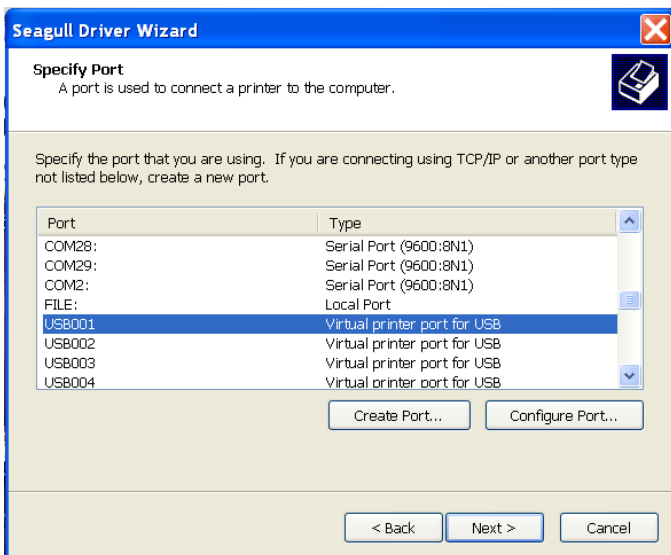 Seagull Driver Wizard
Specify Port
A port is used to connect a printer to the computer.
Specify the port that you are using.  If you are connecting using TCP/IP or another port type
not listed below, create a new port.
Port Type
COM28: Serial Port (9600:8N1)
COM29: Serial Port (9600:8N1)
COM2: Serial Port (9600:8N1)
FILE: Local Port
USB001 Virtual printer port for USB
USB002 Virtual printer port for USB
USB003 Virtual printer port for USB
USB004 Virtual printer port for USB
Create Port... Configure Port...
< Back Next > Cancel